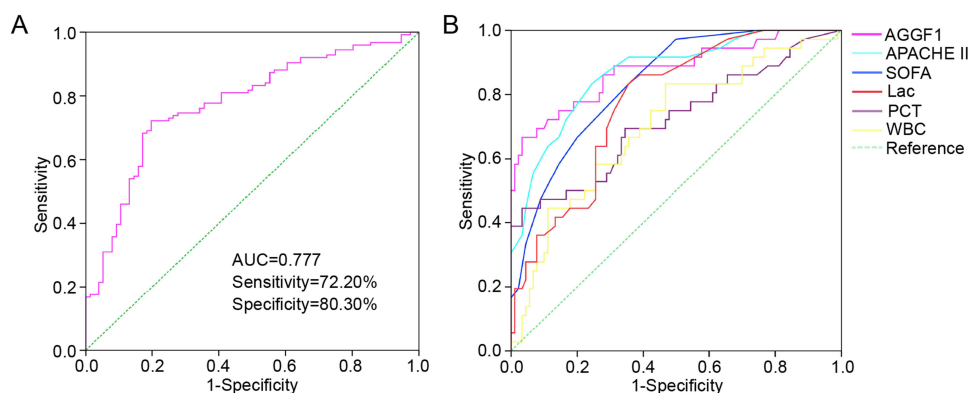 A
1.0
0.8
0.6
0.4
0.2
0.0
Sensitivity
AUC=0.777
Sensitivity=72.20%
Specificity=80.30%
0.0 0.2 0.4 0.6 0.8 1.0
1-Specificity
B
1.0
0.8
0.6
0.4
0.2
0.0
Sensitivity
0.0 0.2 0.4 0.6 0.8 1.0
1-Specificity
AGGF1
APACHE II
SOFA
Lac
PCT
WBC
Reference